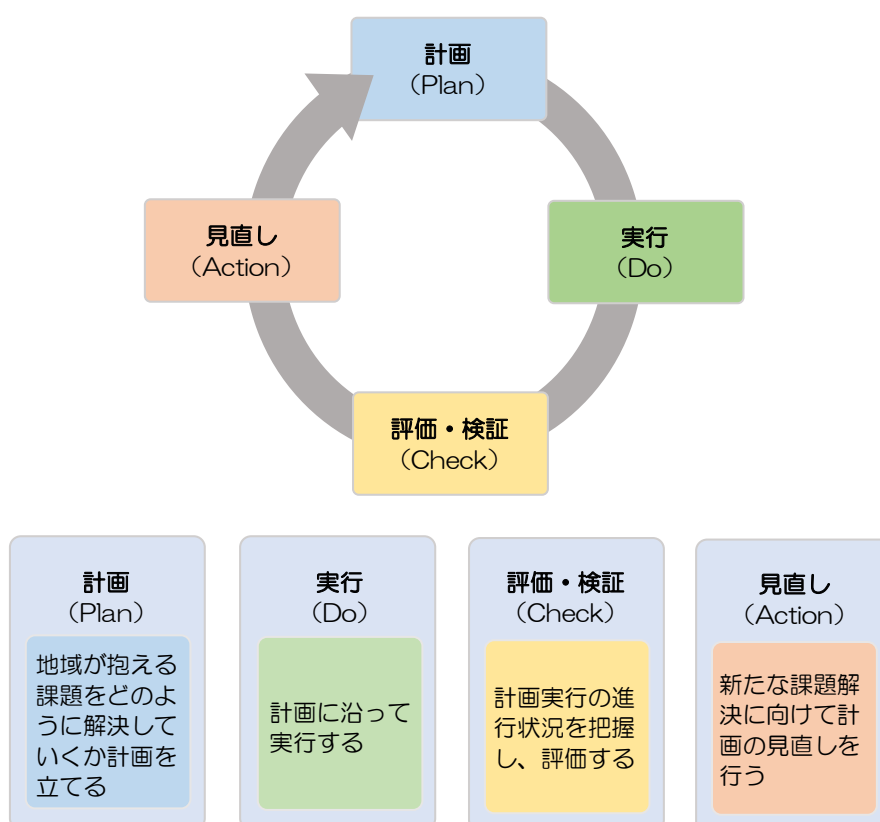 計画
（Plan）
見直し
（Action）
実行
（Do）
評価・検証
（Check）
計画
（Plan）
地域が抱える
課題をどのよ
うに解決して
いくか計画を
立てる
実行
（Do）
計画に沿って
実行する
評価・検証
（Check）
計画実行の進
行状況を把握
し、評価する
見直し
（Action）
新たな課題解
決に向けて計
画の見直しを
行う